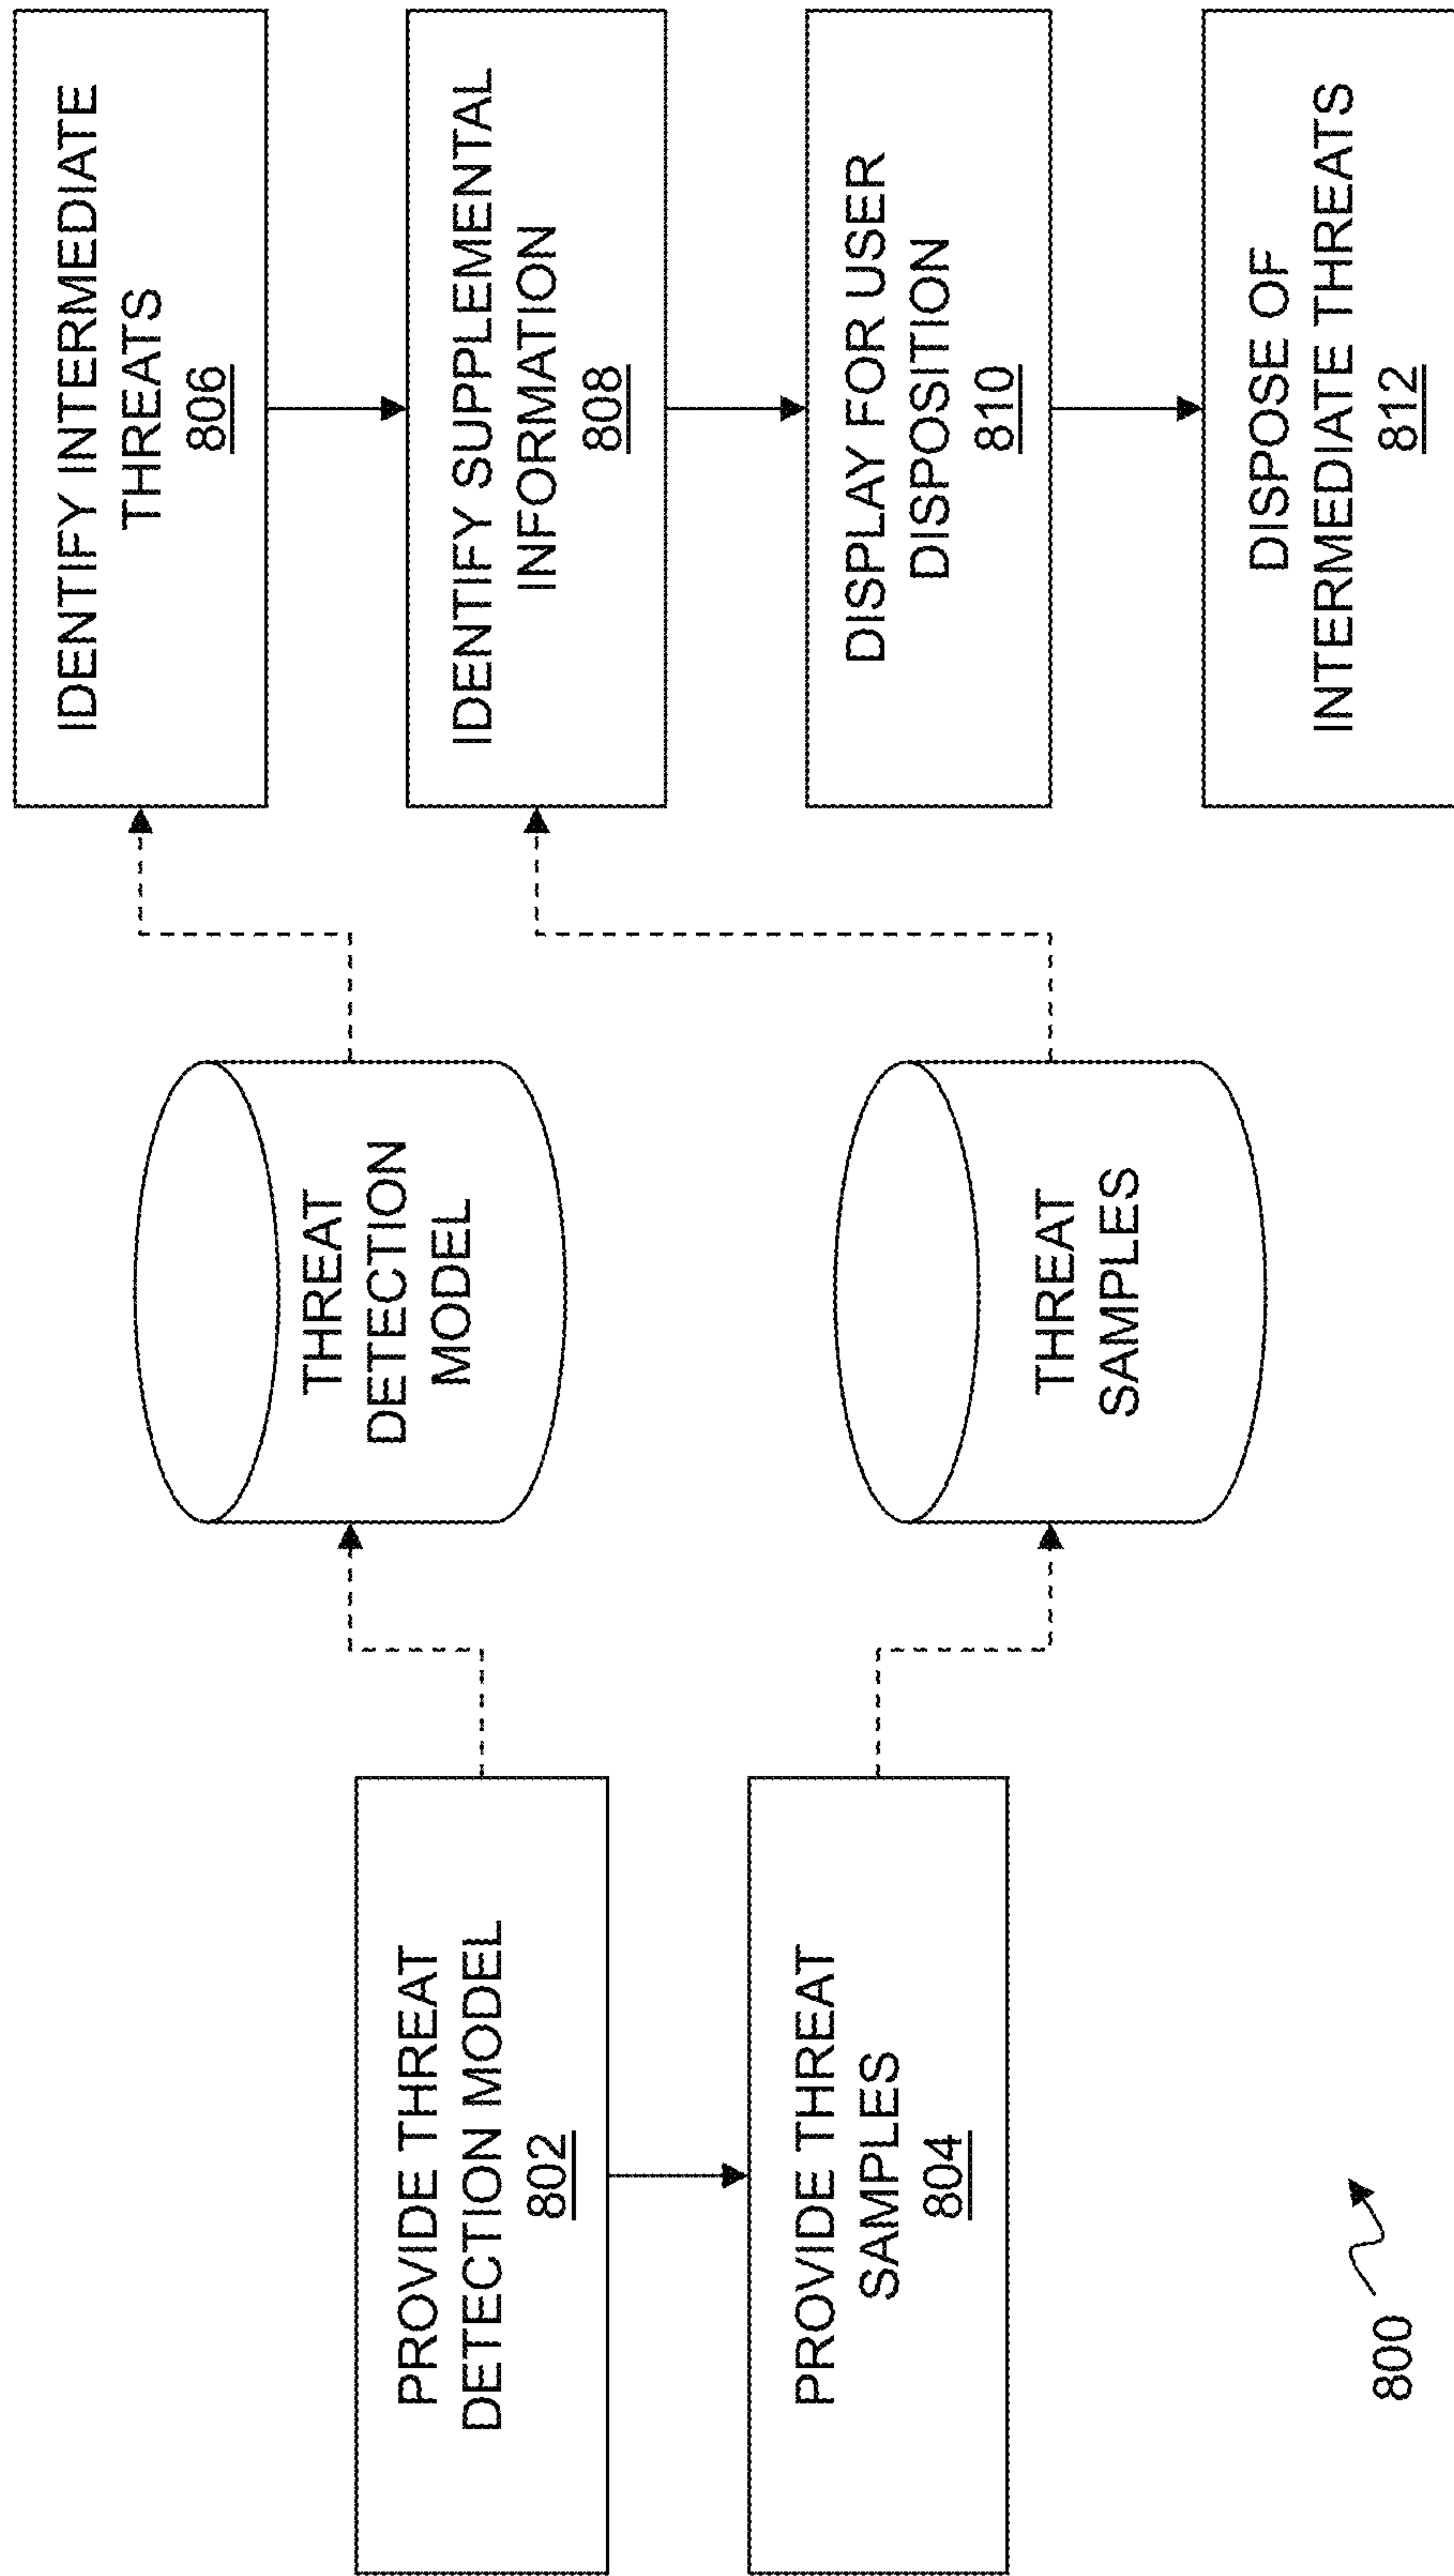 PROVIDE THREAT
DETECTION MODEL
802
PROVIDE THREAT
SAMPLES
804
THREAT
DETECTION
MODEL
THREAT
SAMPLES
IDENTIFY INTERMEDIATE
THREATS
806
IDENTIFY SUPPLEMENTAL
INFORMATION
808
DISPLAY FOR USER
DISPOSITION
810
DISPOSE OF
INTERMEDIATE THREATS
812
800